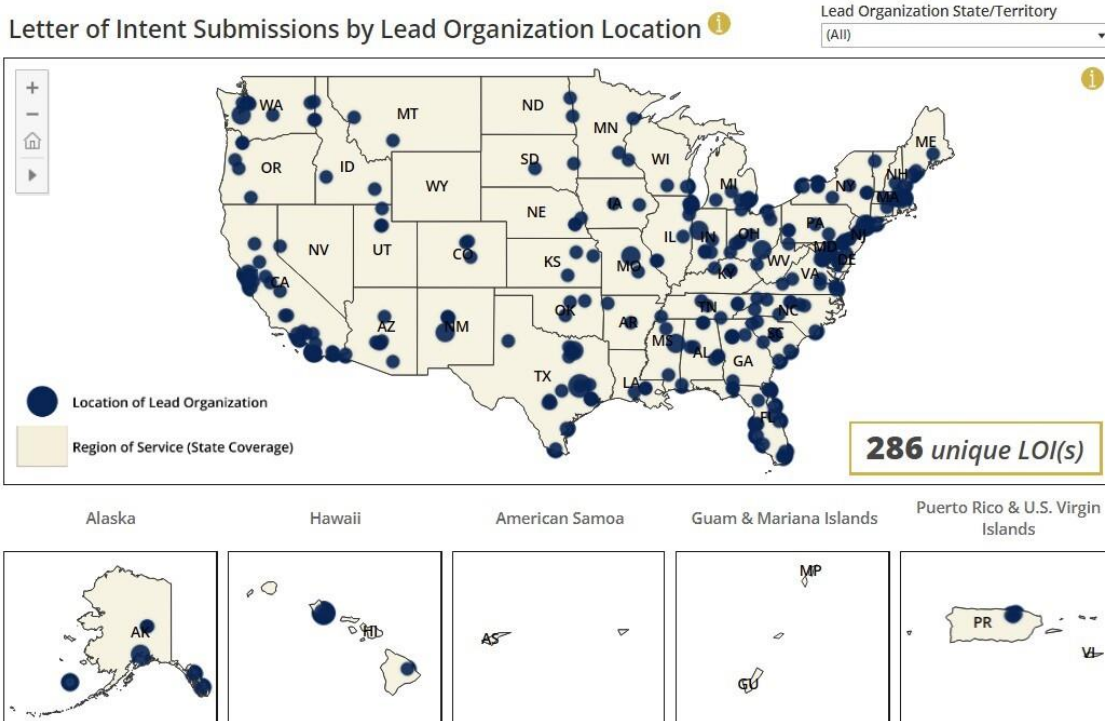 Letter of Intent Submissions by Lead Organization Location
Lead Organization State/Territory
(All)
WA
MT
ND
MN
ME
OR
ID
SD
WI
MI
NY
NH
MA
WY
IA
PA
NJ
NE
IL
IN
OH
MD
DE
NV
UT
CO
KS
MO
KY
WV
VA
CA
AZ
NM
OK
AR
TN
NC
SC
MS
AL
GA
TX
LA
FL
Location of Lead Organization
Region of Service (State Coverage)
286 unique LOI(s)
Alaska
Hawaii
American Samoa
Guam & Mariana Islands
Puerto Rico & U.S. Virgin
Islands
AK
HI
AS
MP
GU
PR
VI